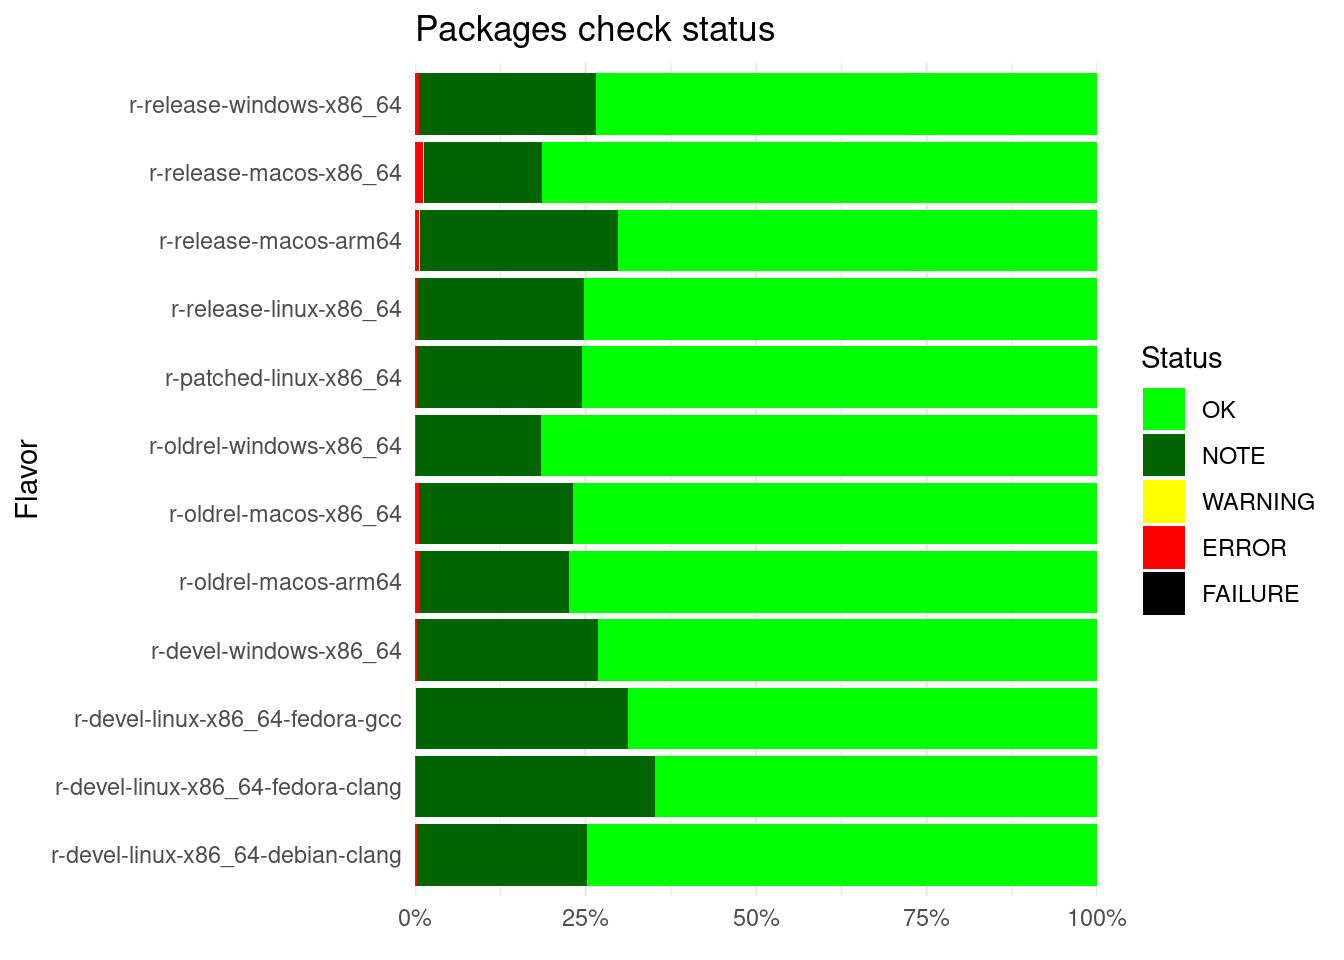 Packages check status
Flavor
r-release-windows-x86_64
r-release-macos-x86_64
r-release-macos-arm64
r-release-linux-x86_64
r-patched-linux-x86_64
r-oldrel-windows-x86_64
r-oldrel-macos-x86_64
r-oldrel-macos-arm64
r-devel-windows-x86_64
r-devel-linux-x86_64-fedora-gcc
r-devel-linux-x86_64-fedora-clang
r-devel-linux-x86_64-debian-clang
0% 25% 50% 75% 100%
Status
OK
NOTE
WARNING
ERROR
FAILURE